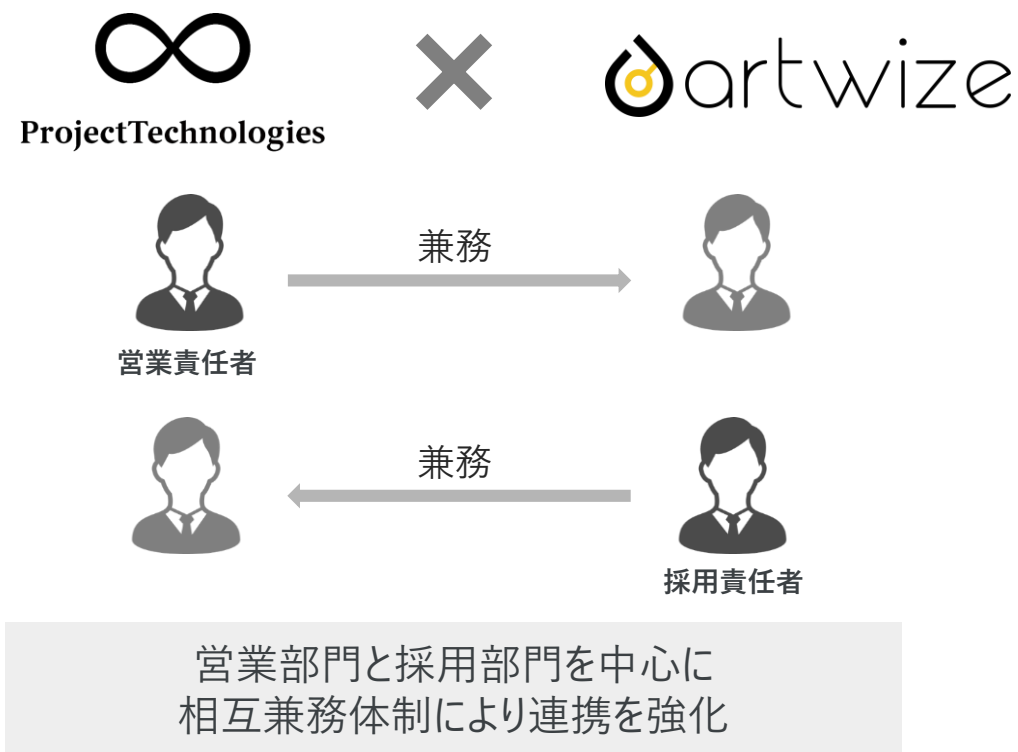 ProjectTechnologies
artwize
兼務
営業責任者
兼務
採用責任者
営業部門と採用部門を中心に
相互兼務体制により連携を強化